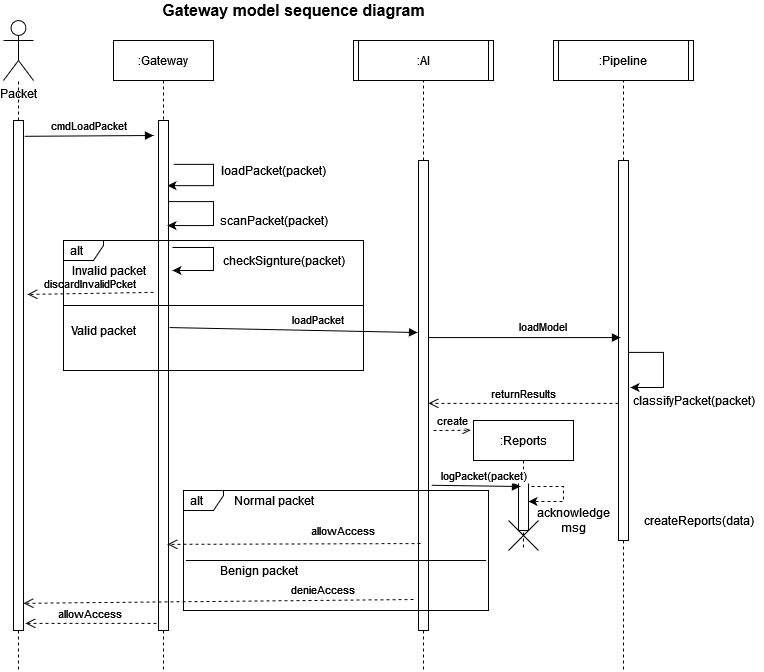 Gateway model sequence diagram
:Gateway
:AI
:Pipeline
Packet
cmdLoadPacket
loadPacket(packet)
scanPacket(packet)
alt
checkSignture(packet)
Invalid packet
discardInvalidPcket
loadPacket
Valid packet
loadModel
returnResults
classifyPacket(packet)
create
:Reports
logPacket(packet)
alt
Normal packet
acknowledge
msg
createReports(data)
allowAccess
Benign packet
denieAccess
allowAccess